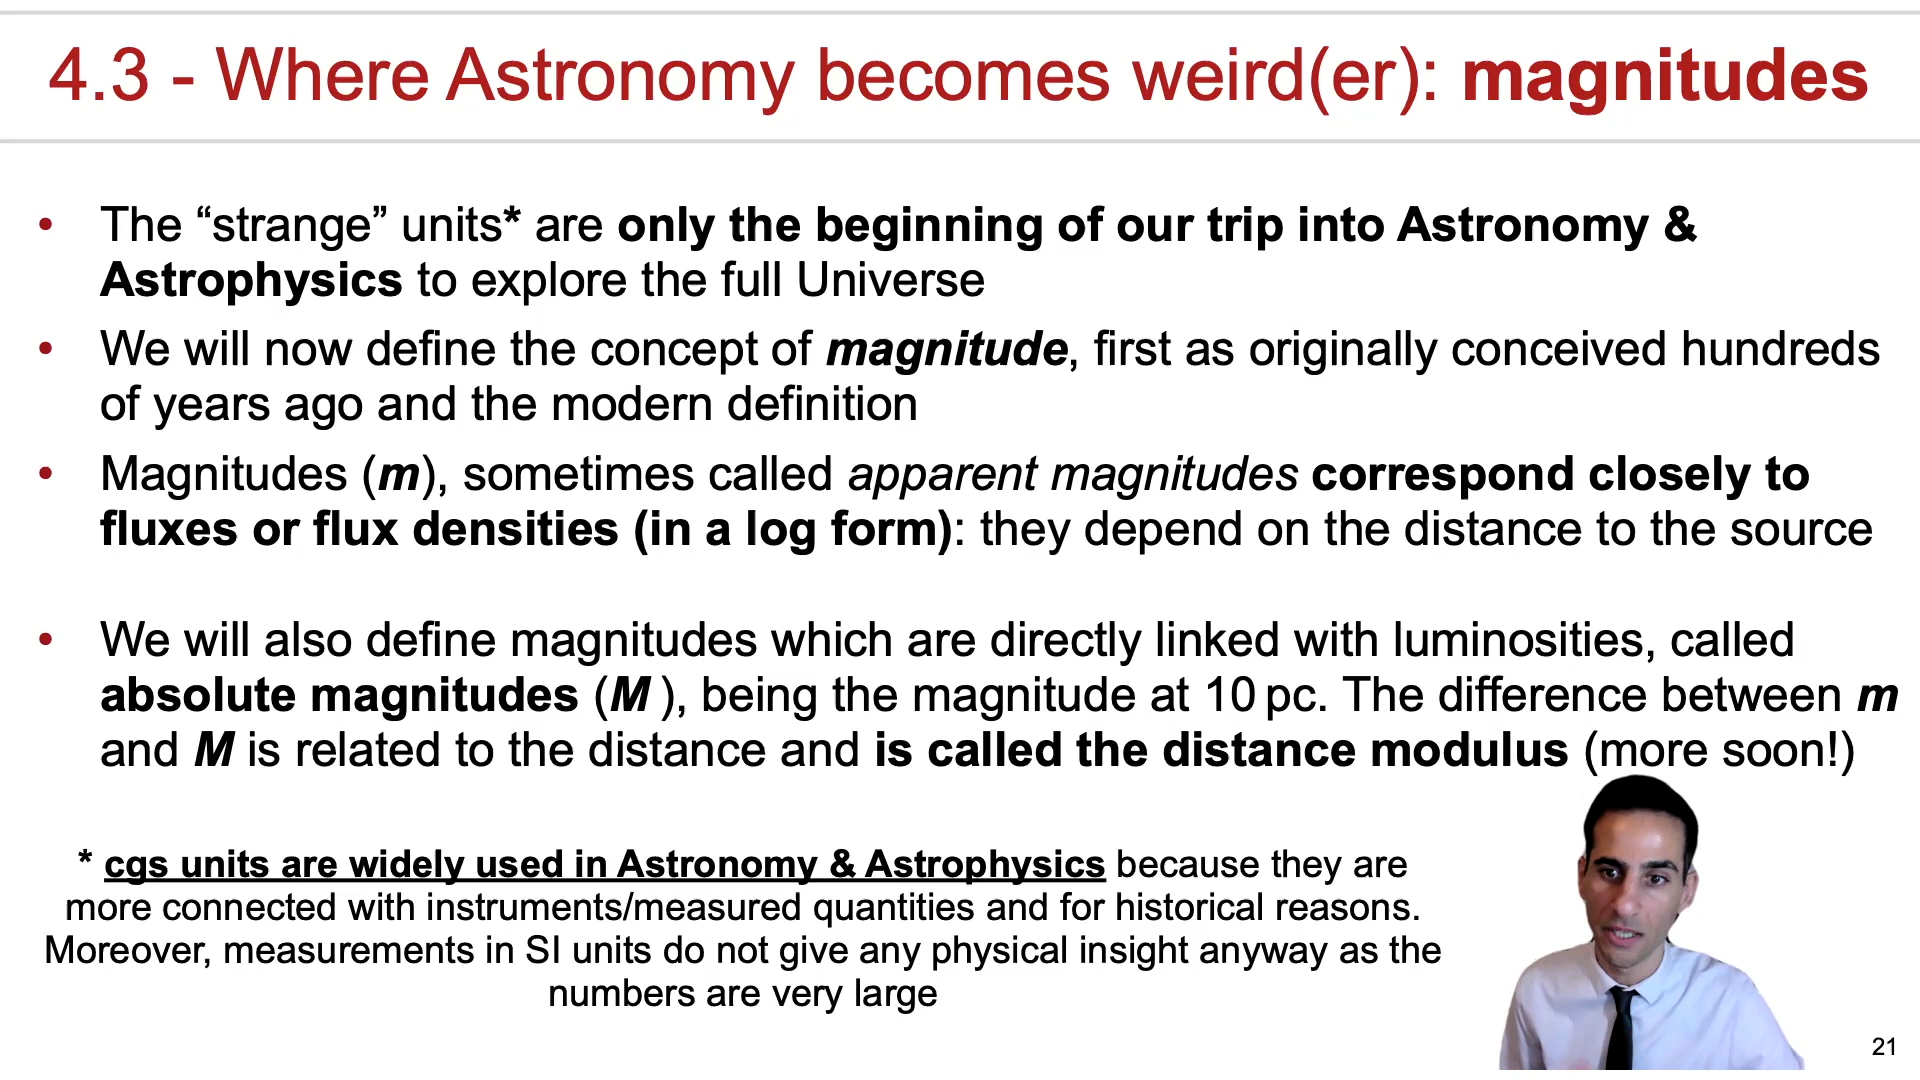 4.3 - Where Astronomy becomes weird(er): magnitudes
• The “strange” units* are only the beginning of our trip into Astronomy &
Astrophysics to explore the full Universe
• We will now define the concept of magnitude, first as originally conceived hundreds
of years ago and the modern definition
• Magnitudes (m), sometimes called apparent magnitudes correspond closely to
fluxes or flux densities (in a log form): they depend on the distance to the source
• We will also define magnitudes which are directly linked with luminosities, called
absolute magnitudes (M ), being the magnitude at 10 pc. The difference between m
and M is related to the distance and is called the distance modulus (more soon!)
* cgs units are widely used in Astronomy & Astrophysics because they are
more connected with instruments/measured quantities and for historical reasons.
Moreover, measurements in SI units do not give any physical insight anyway as the
numbers are very large
21